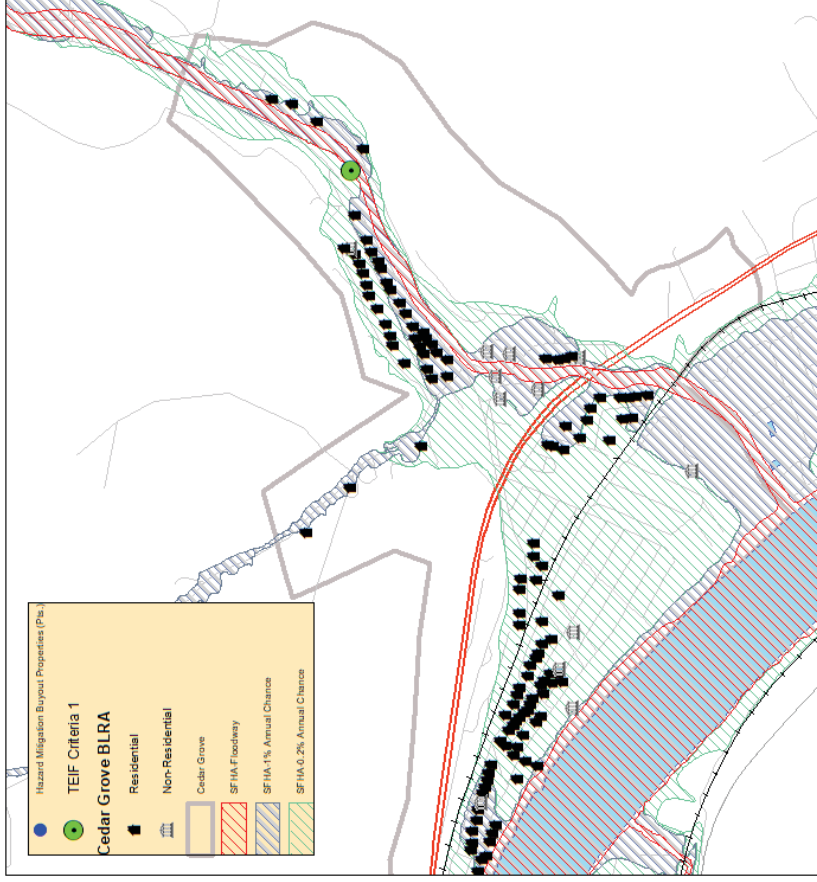 Hazard Mitigation Buyout Properties (Pts.)
TEIF Criteria 1
Cedar Grove BLRA
Residential
Non-Residential
Cedar Grove
SFHA-Floodway
SFHA-1% Annual Chance
SFHA-0.2% Annual Chance